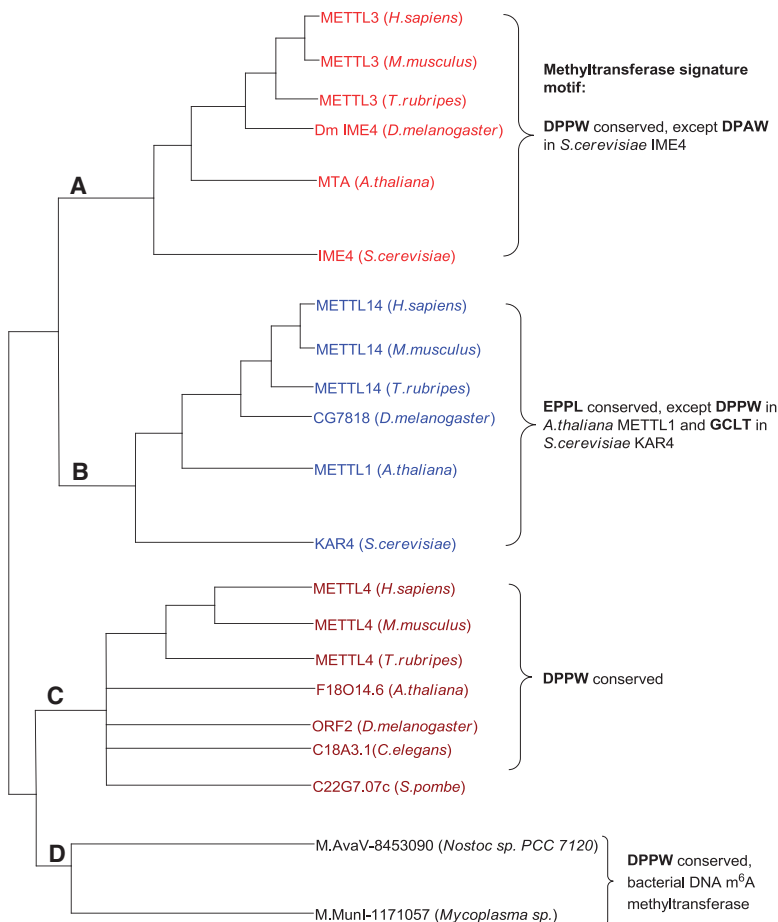 METTL3 (H.sapiens)
METTL3 (M.musculus)
METTL3 (T.rubripes)
Dm IME4 (D.melanogaster)
MTA (A.thaliana)
IME4 (S.cerevisiae)
A
Methyltransferase signature
motif:
DPPW conserved, except DPAW
in S.cerevisiae IME4
METTL14 (H.sapiens)
METTL14 (M.musculus)
METTL14 (T.rubripes)
CG7818 (D.melanogaster)
METTL1 (A.thaliana)
KAR4 (S.cerevisiae)
B
EPPL conserved, except DPPW in
A.thaliana METTL1 and GCLT in
S.cerevisiae KAR4
METTL4 (H.sapiens)
METTL4 (M.musculus)
METTL4 (T.rubripes)
F18O14.6 (A.thaliana)
ORF2 (D.melanogaster)
C18A3.1(C.elegans)
C22G7.07c (S.pombe)
C
DPPW conserved
M.AvaV-8453090 (Nostoc sp. PCC 7120)
M.MunI-1171057 (Mycoplasma sp.)
D
DPPW conserved,
bacterial DNA m⁶A
methyltransferase